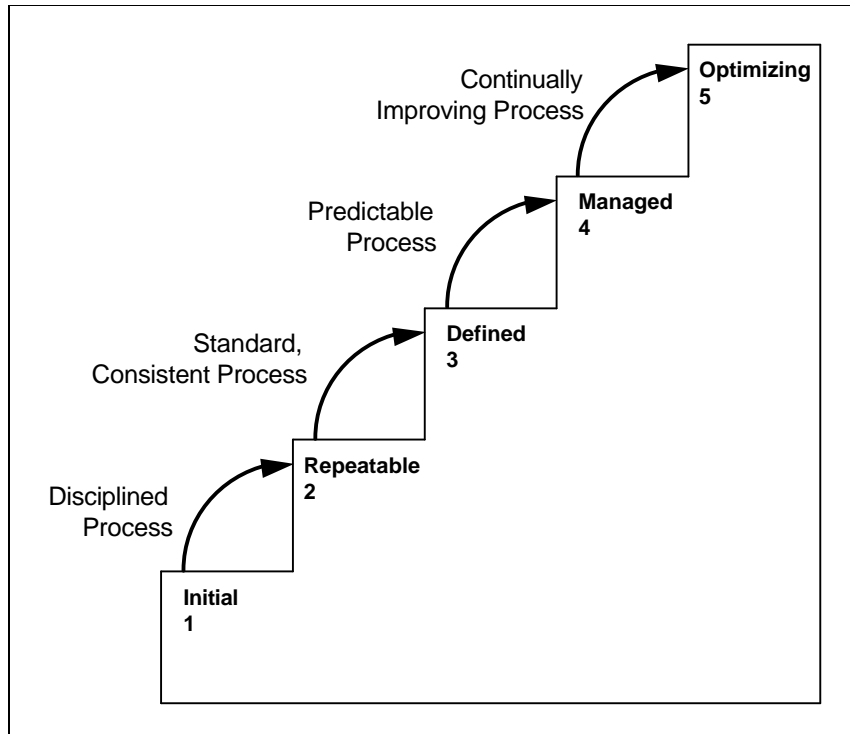 Continually
Improving Process
Optimizing
5
Predictable
Process
Managed
4
Standard,
Consistent Process
Defined
3
Disciplined
Process
Repeatable
2
Initial
1